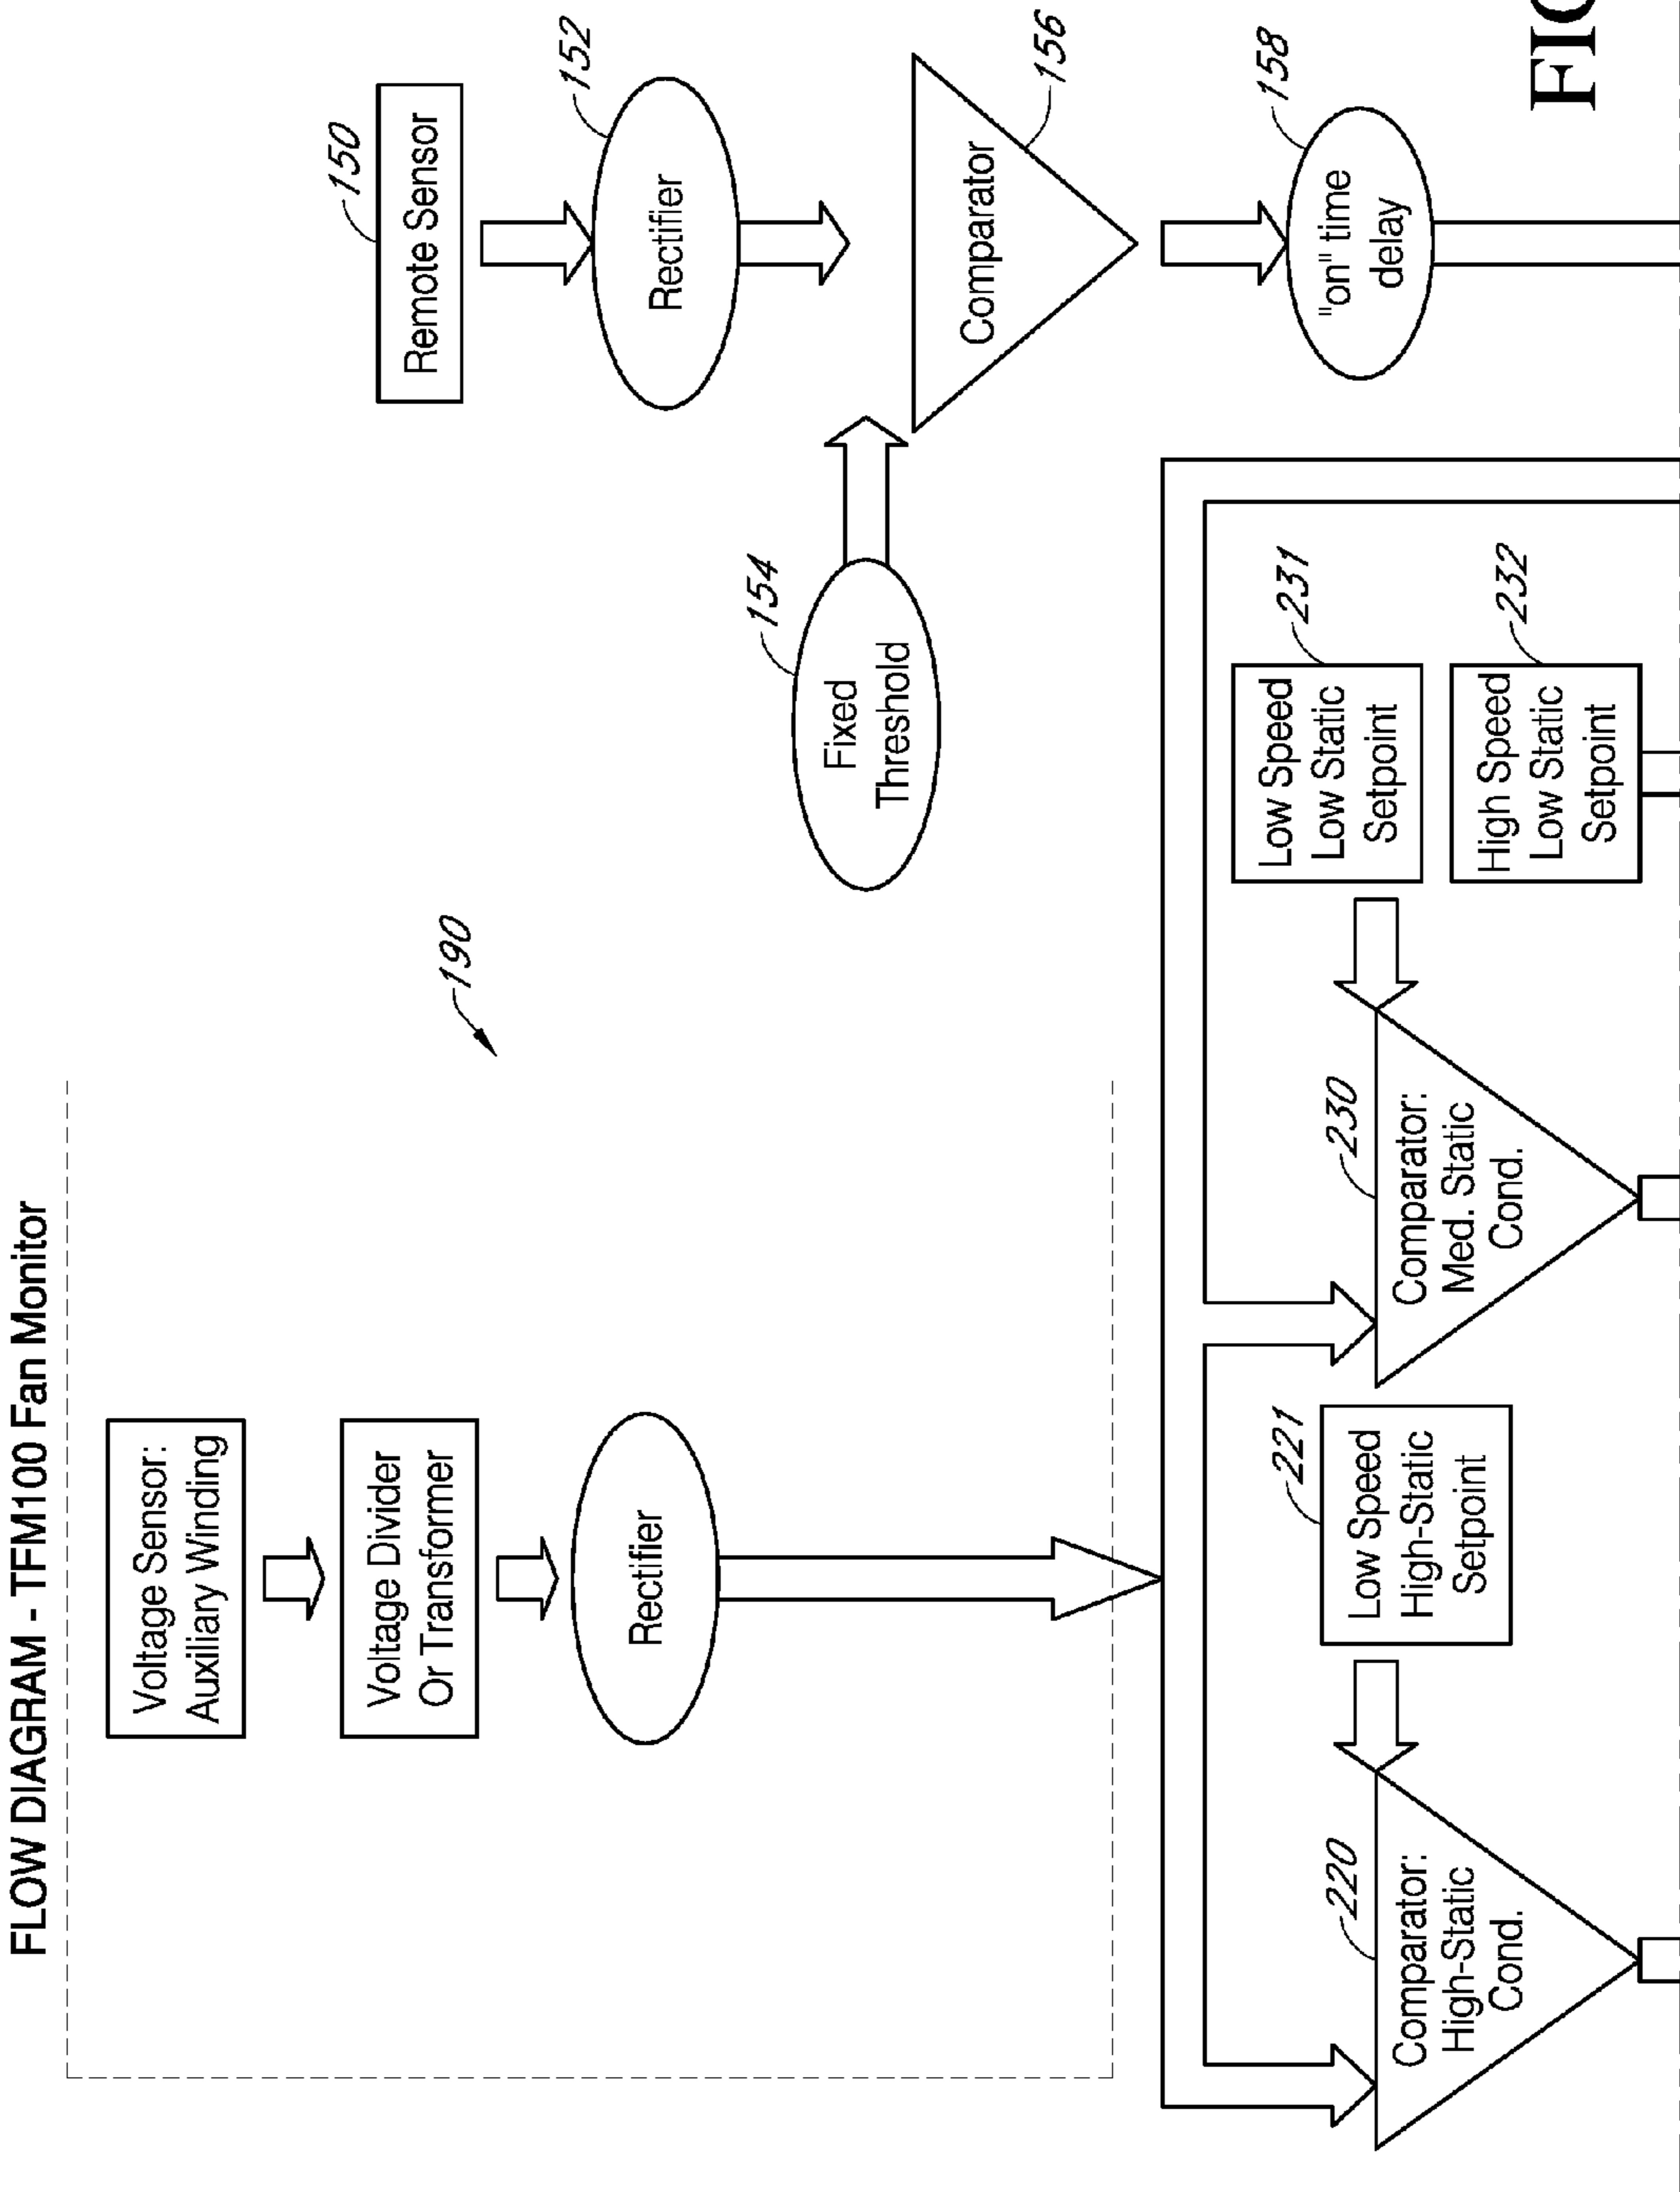 FLOW DIAGRAM - TFM100 Fan Monitor
Voltage Sensor:
Auxiliary Winding
Voltage Divider
Or Transformer
Rectifier
190
150
Remote Sensor
152
Rectifier
154
Fixed
Threshold
Comparator
156
158
"on" time
delay
220
Comparator:
High-Static
Cond.
221
Low Speed
High-Static
Setpoint
230
Comparator:
Med. Static
Cond.
231
Low Speed
Low Static
Setpoint
232
High Speed
Low Static
Setpoint